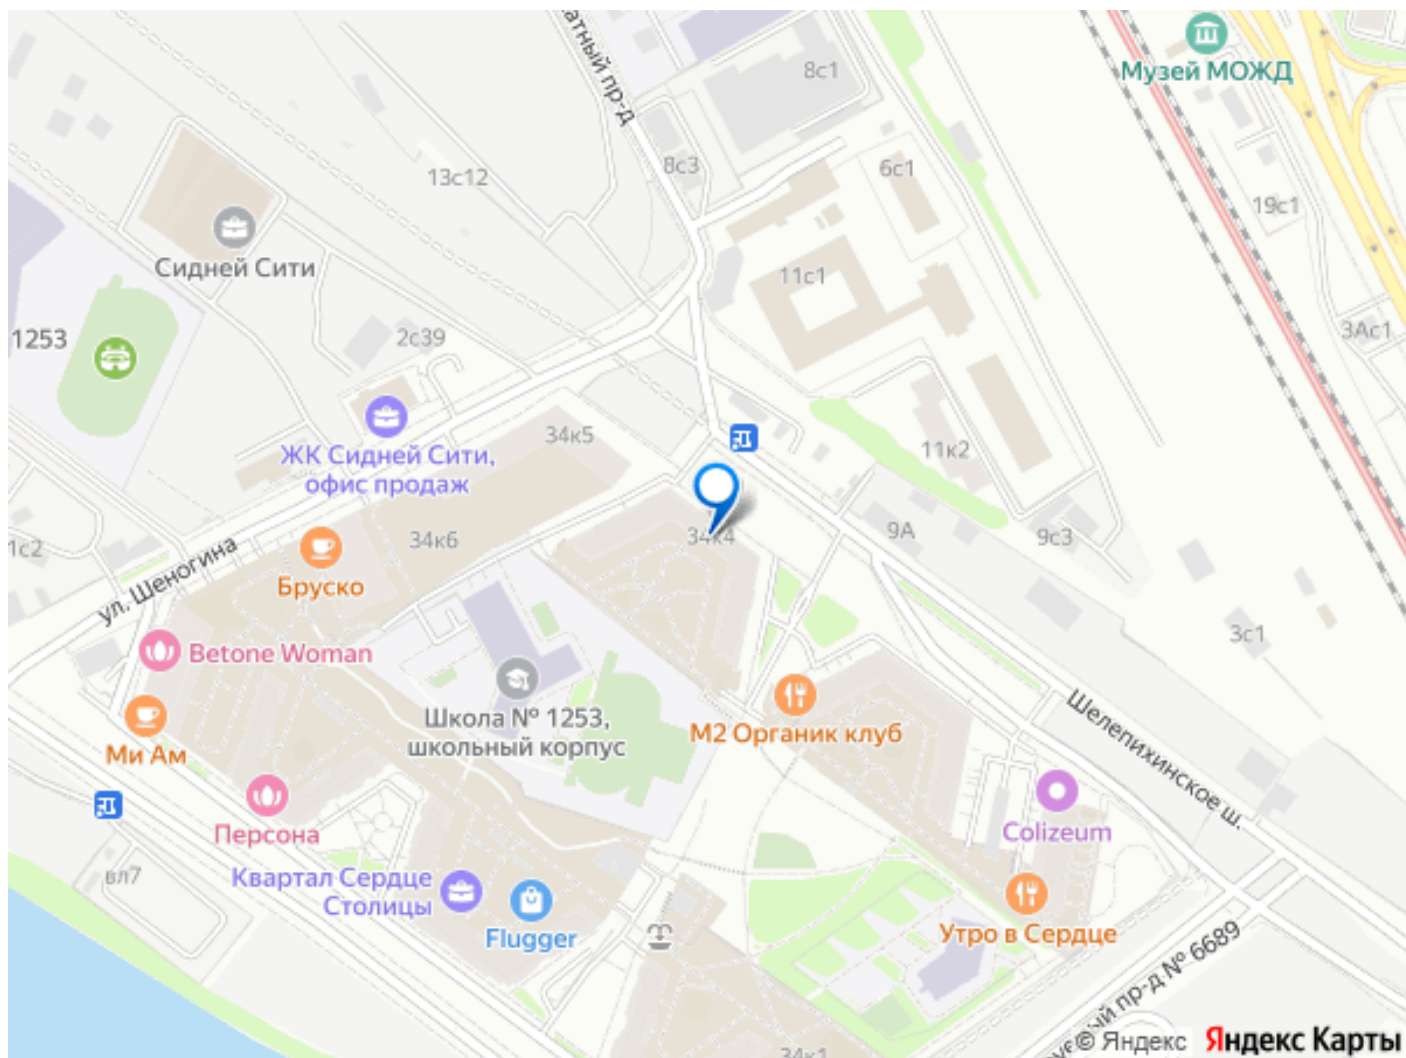 Музей МОЖД
8с1
атный пр-д
8с3
6с1
13с12
19с1
Сидней Сити
11с1
1253
2с39
3Ас1
34к5
ЖК Сидней Сити,
офис продаж
11к2
1с2
34к6
34к4
9А
9с3
ул. Шеногина
Бруско
3с1
Betone Woman
Школа № 1253,
школьный корпус
М2 Органик клуб
Ми Ам
Шелепихинское ш.
Персона
Colizeum
вл7
Квартал Сердце
Столицы
Flugger
Утро в Сердце
ый пр-д № 6689
34к1
© Яндекс
Яндекс Карты